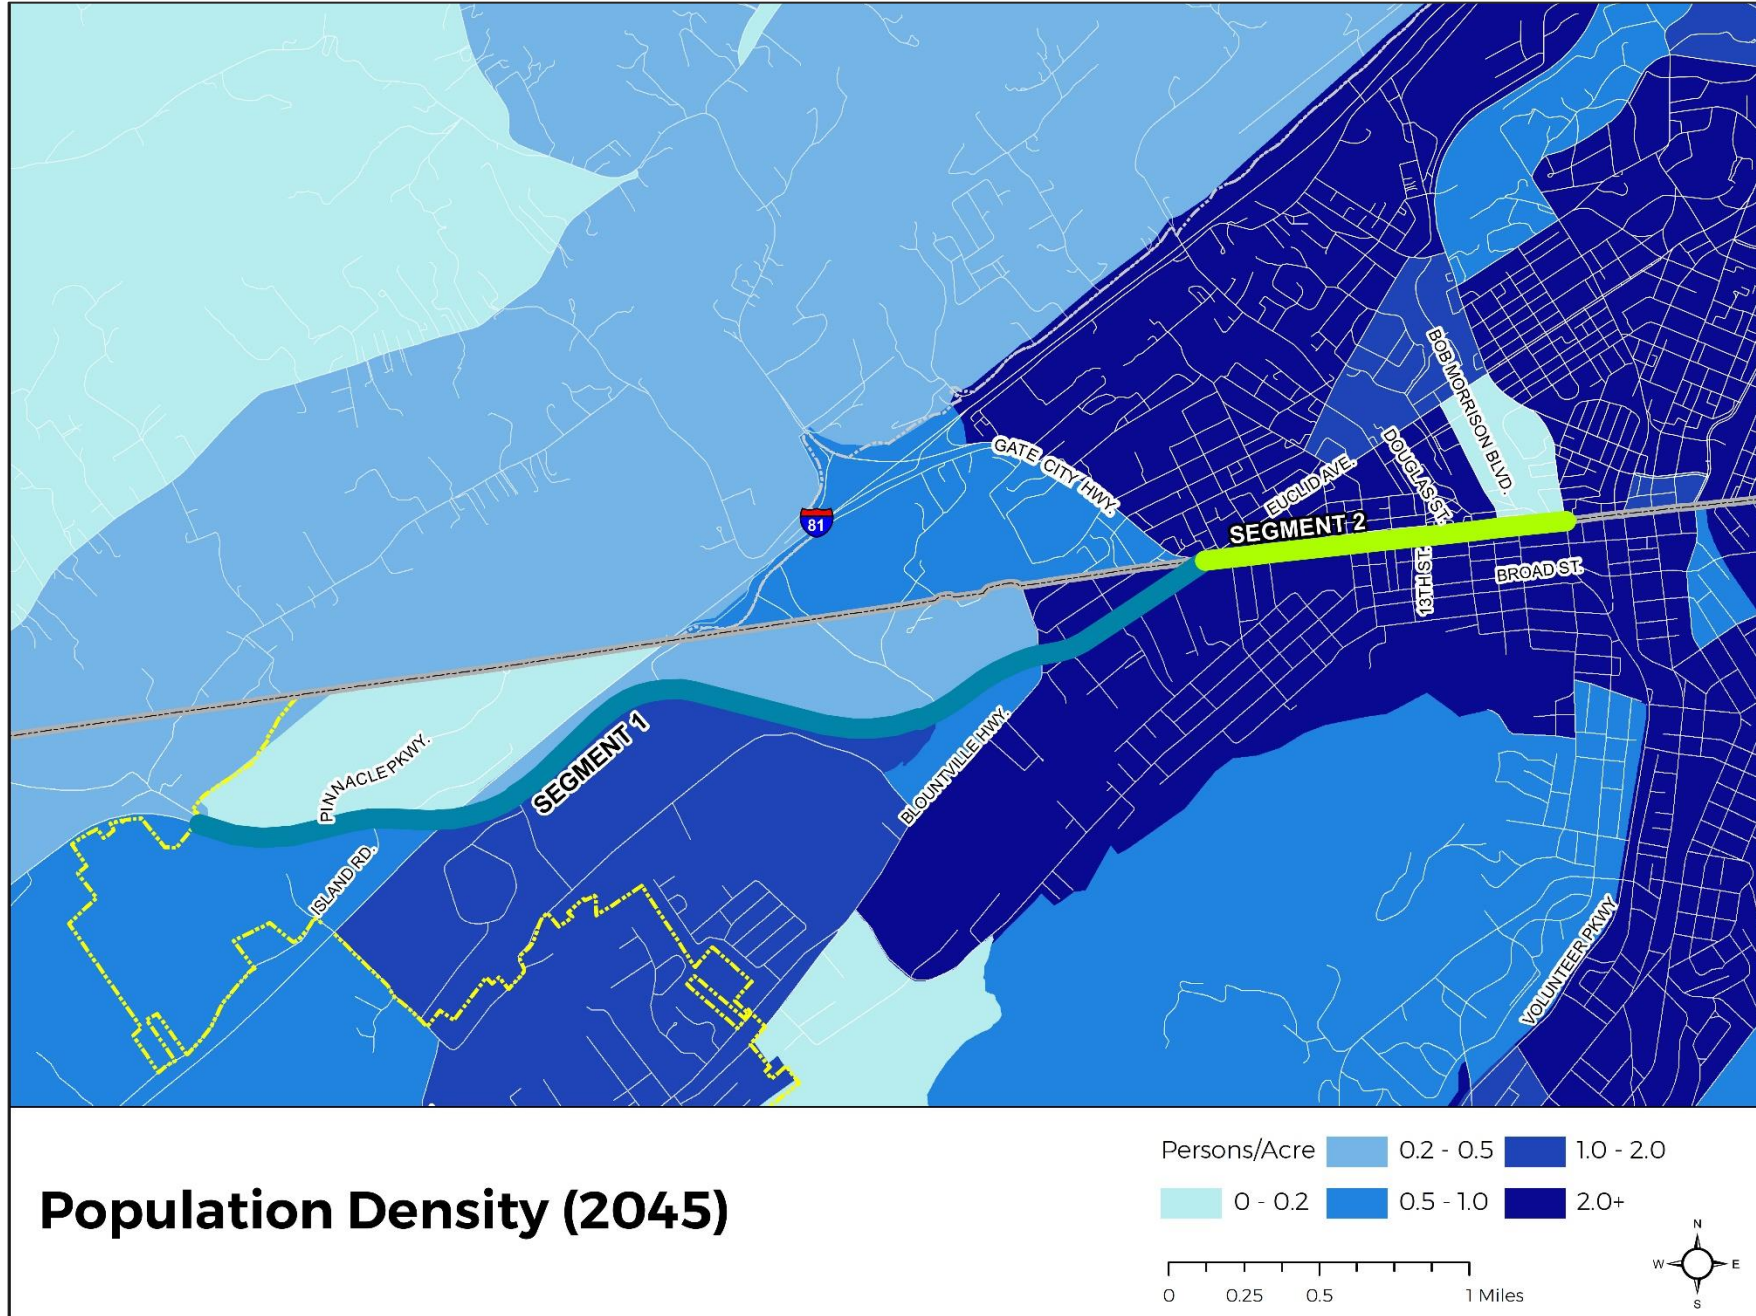 BOB MORRISON BLVD.
GATE CITY HWY.
DOUGLAS ST.
EUCLID AVE.
81
SEGMENT 2
BROAD ST.
13TH ST.
SEGMENT 1
PINNACLE PKWY.
BLOUNTVILLE HWY.
ISLAND RD.
VOLUNTEER PKWY
Population Density (2045)
Persons/Acre
0.2 - 0.5
1.0 - 2.0
0 - 0.2
0.5 - 1.0
2.0+
0 0.25 0.5 1 Miles
N
W E
S